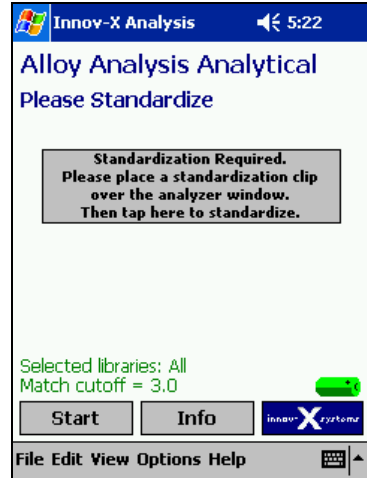 Innov-X Analysis 5:22
Alloy Analysis Analytical
Please Standardize
Standardization Required.
Please place a standardization clip
over the analyzer window.
Then tap here to standardize.
Selected libraries: All
Match cutoff = 3.0
Start Info innov-X systems
File Edit View Options Help